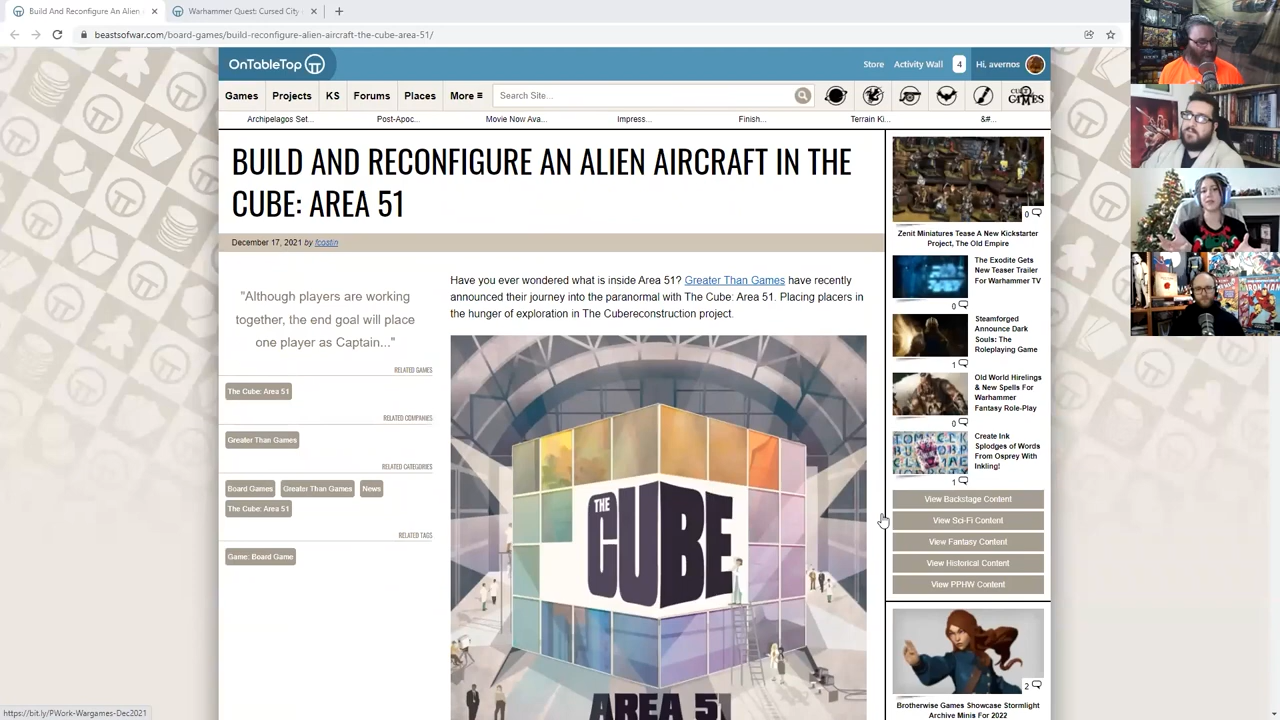 Build And Reconfigure An Alien
Warhammer Quest: Cursed City
beastsofwar.com/board-games/build-reconfigure-alien-aircraft-the-cube-area-51/
OnTableTop
Store
Activity Wall
4
Hi, avernos
Games
Projects
KS
Forums
Places
More ≡
Search Site...
GAMES
Archipelagos Set...
Post-Apoc...
Movie Now Ava...
Impress...
Finish...
Terrain Ki...
&#...
BUILD AND RECONFIGURE AN ALIEN AIRCRAFT IN THE
CUBE: AREA 51
December 17, 2021 by fcostin
"Although players are working
together, the end goal will place
one player as Captain..."
RELATED GAMES
The Cube: Area 51
RELATED COMPANIES
Greater Than Games
RELATED CATEGORIES
Board Games
Greater Than Games
News
The Cube: Area 51
RELATED TAGS
Game: Board Game
Have you ever wondered what is inside Area 51? Greater Than Games have recently
announced their journey into the paranormal with The Cube: Area 51. Placing placers in
the hunger of exploration in The Cubereconstruction project.
THE
CUBE
AREA 51
0
Zenit Miniatures Tease A New Kickstarter
Project, The Old Empire
The Exodite Gets
New Teaser Trailer
For Warhammer TV
0
Steamforged
Announce Dark
Souls: The
Roleplaying Game
1
Old World Hirelings
& New Spells For
Warhammer
Fantasy Role-Play
0
Create Ink
Splodges of Words
From Osprey With
Inkling!
1
View Backstage Content
View Sci-Fi Content
View Fantasy Content
View Historical Content
View PPHW Content
2
Brotherwise Games Showcase Stormlight
Archive Minis For 2022
IRON MAN
https://bit.ly/PWork-Wargames-Dec2021